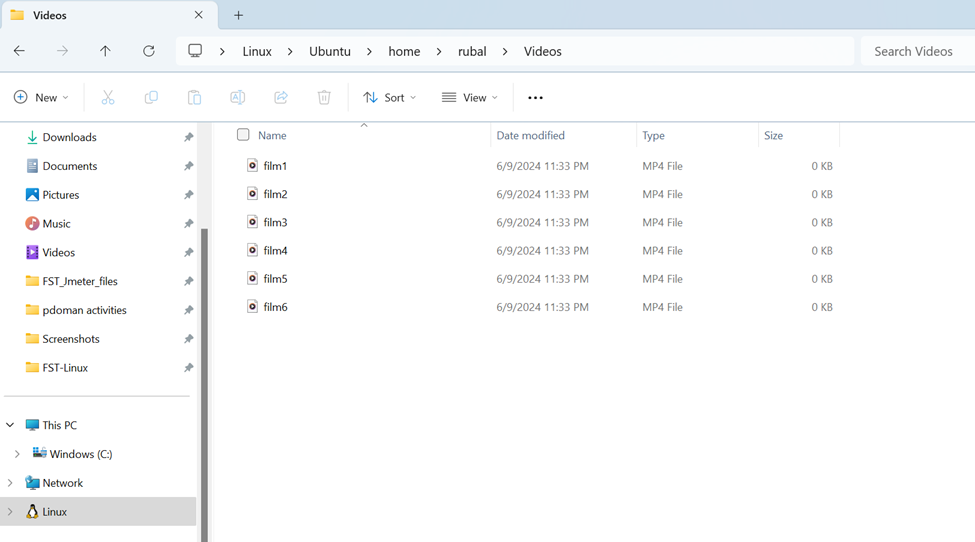 Videos
Linux > Ubuntu > home > rubal > Videos
Search Videos
New
Sort
View
Downloads
Documents
Pictures
Music
Videos
FST_Jmeter_files
pdoman activities
Screenshots
FST-Linux
This PC
Windows (C:)
Network
Linux
Name Date modified Type Size
film1 6/9/2024 11:33 PM MP4 File 0 KB
film2 6/9/2024 11:33 PM MP4 File 0 KB
film3 6/9/2024 11:33 PM MP4 File 0 KB
film4 6/9/2024 11:33 PM MP4 File 0 KB
film5 6/9/2024 11:33 PM MP4 File 0 KB
film6 6/9/2024 11:33 PM MP4 File 0 KB